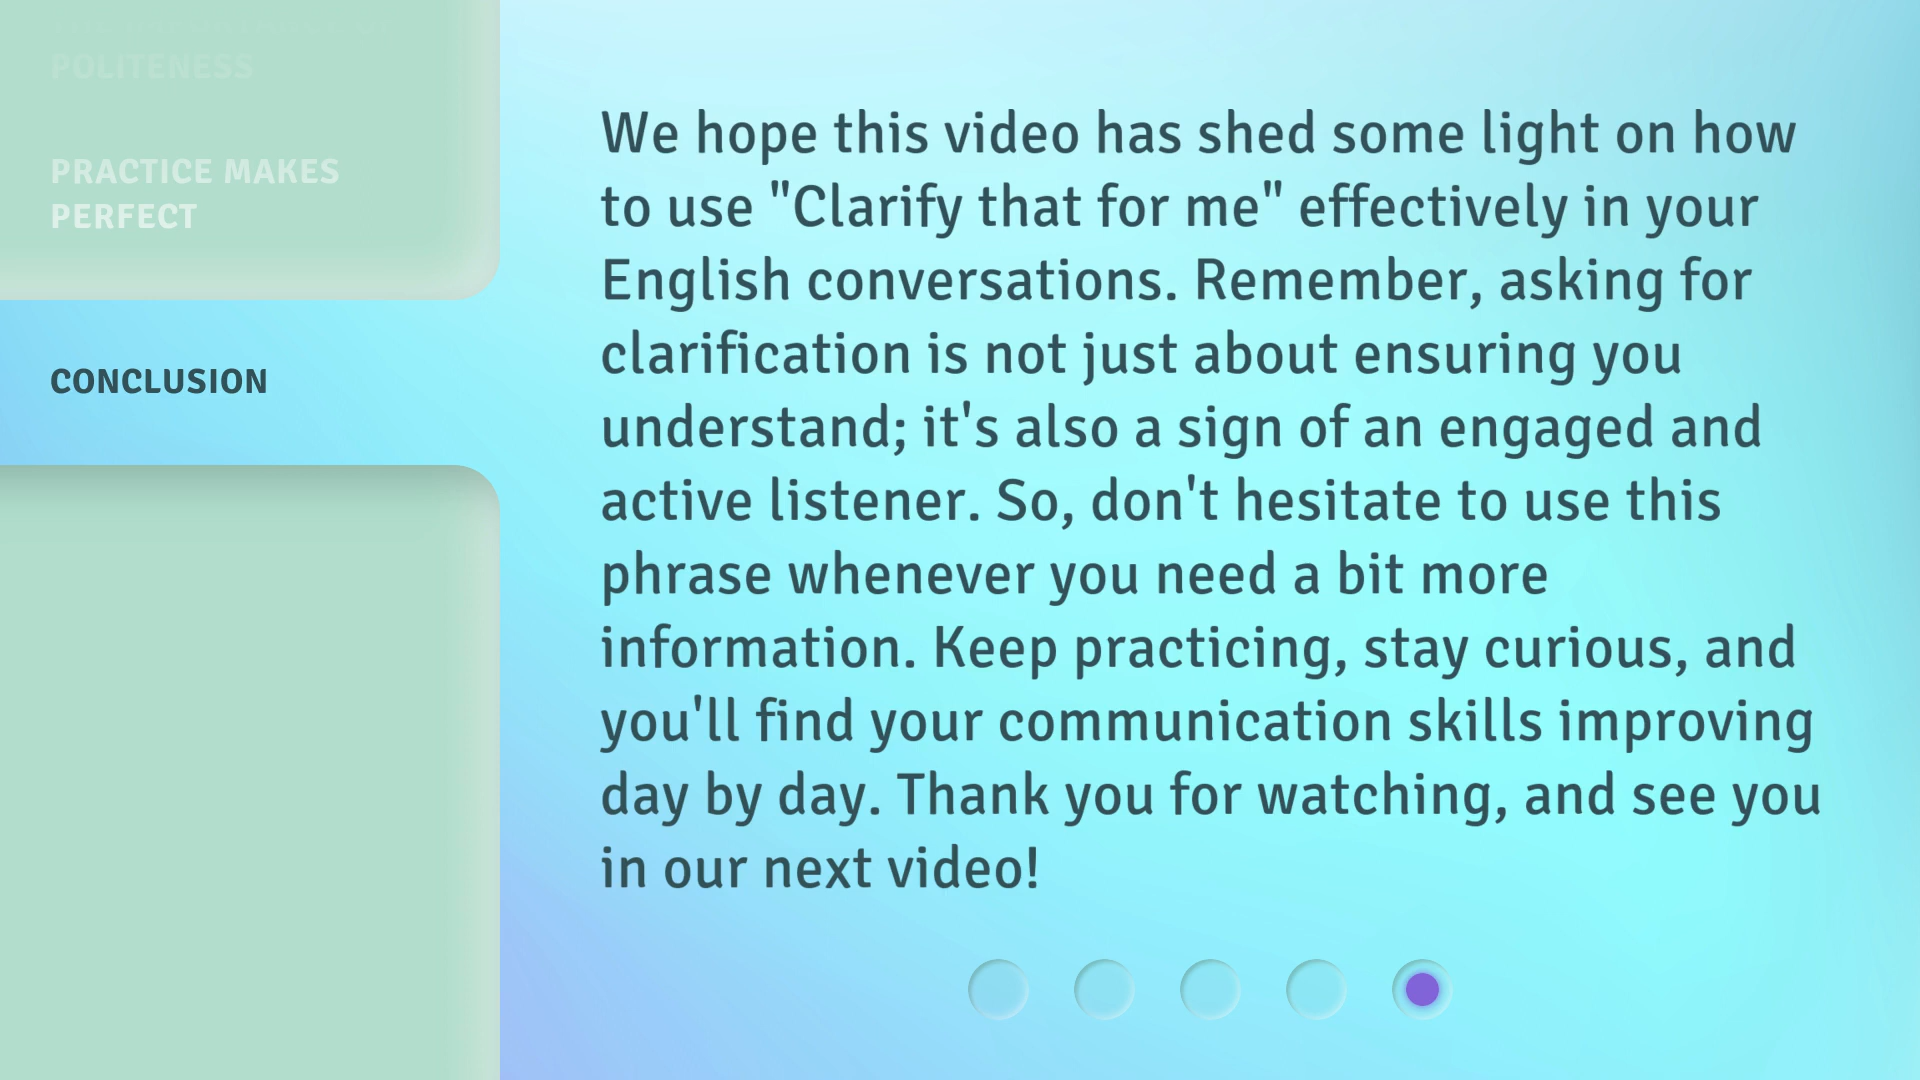 POLITENESS
PRACTICE MAKES
PERFECT
CONCLUSION
We hope this video has shed some light on how
to use "Clarify that for me" effectively in your
English conversations. Remember, asking for
clarification is not just about ensuring you
understand; it's also a sign of an engaged and
active listener. So, don't hesitate to use this
phrase whenever you need a bit more
information. Keep practicing, stay curious, and
you'll find your communication skills improving
day by day. Thank you for watching, and see you
in our next video!